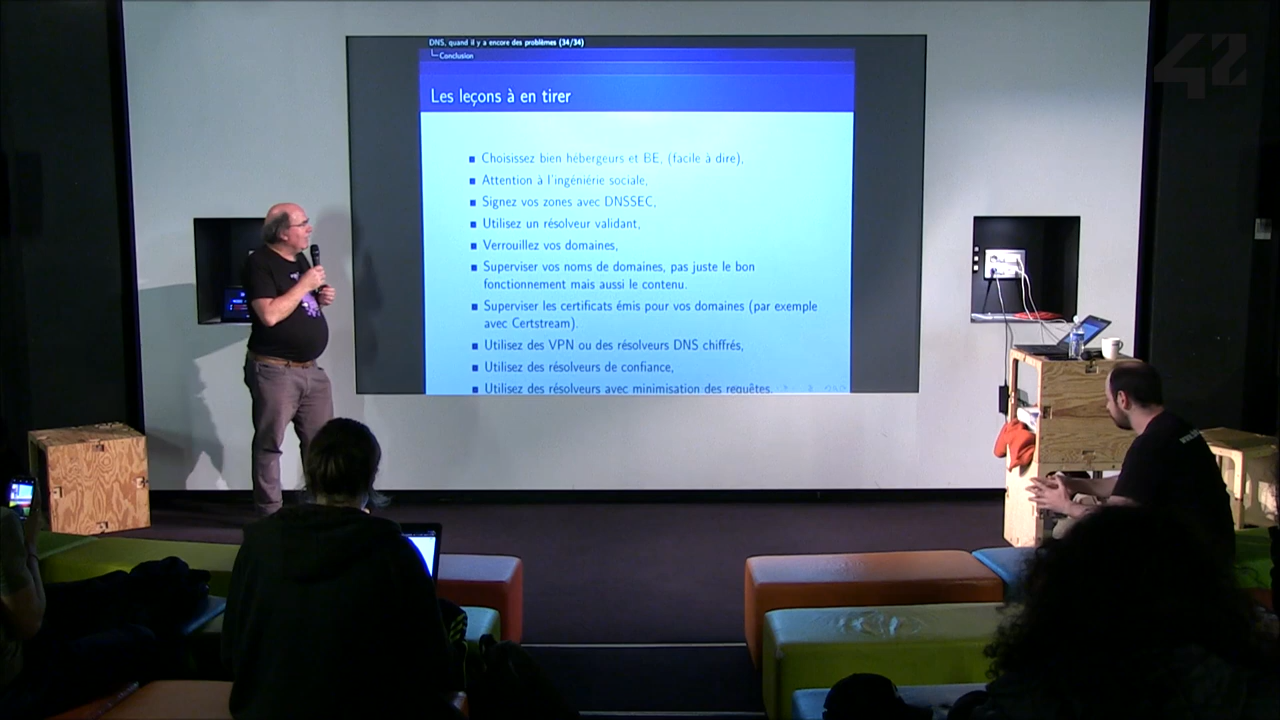 42
DNS, quand il y a encore des problèmes (34/34)
Conclusion
Les leçons à en tirer
Choisissez bien hébergeurs et BE, (facile à dire),
Attention à l'ingéniérie sociale,
Signez vos zones avec DNSSEC,
Utilisez un résolveur validant,
Verrouillez vos domaines,
Superviser vos noms de domaines, pas juste le bon
fonctionnement mais aussi le contenu.
Superviser les certificats émis pour vos domaines (par exemple
avec Certstream).
Utilisez des VPN ou des résolveurs DNS chiffrés,
Utilisez des résolveurs de confiance,
Utilisez des résolveurs avec minimisation des requêtes.